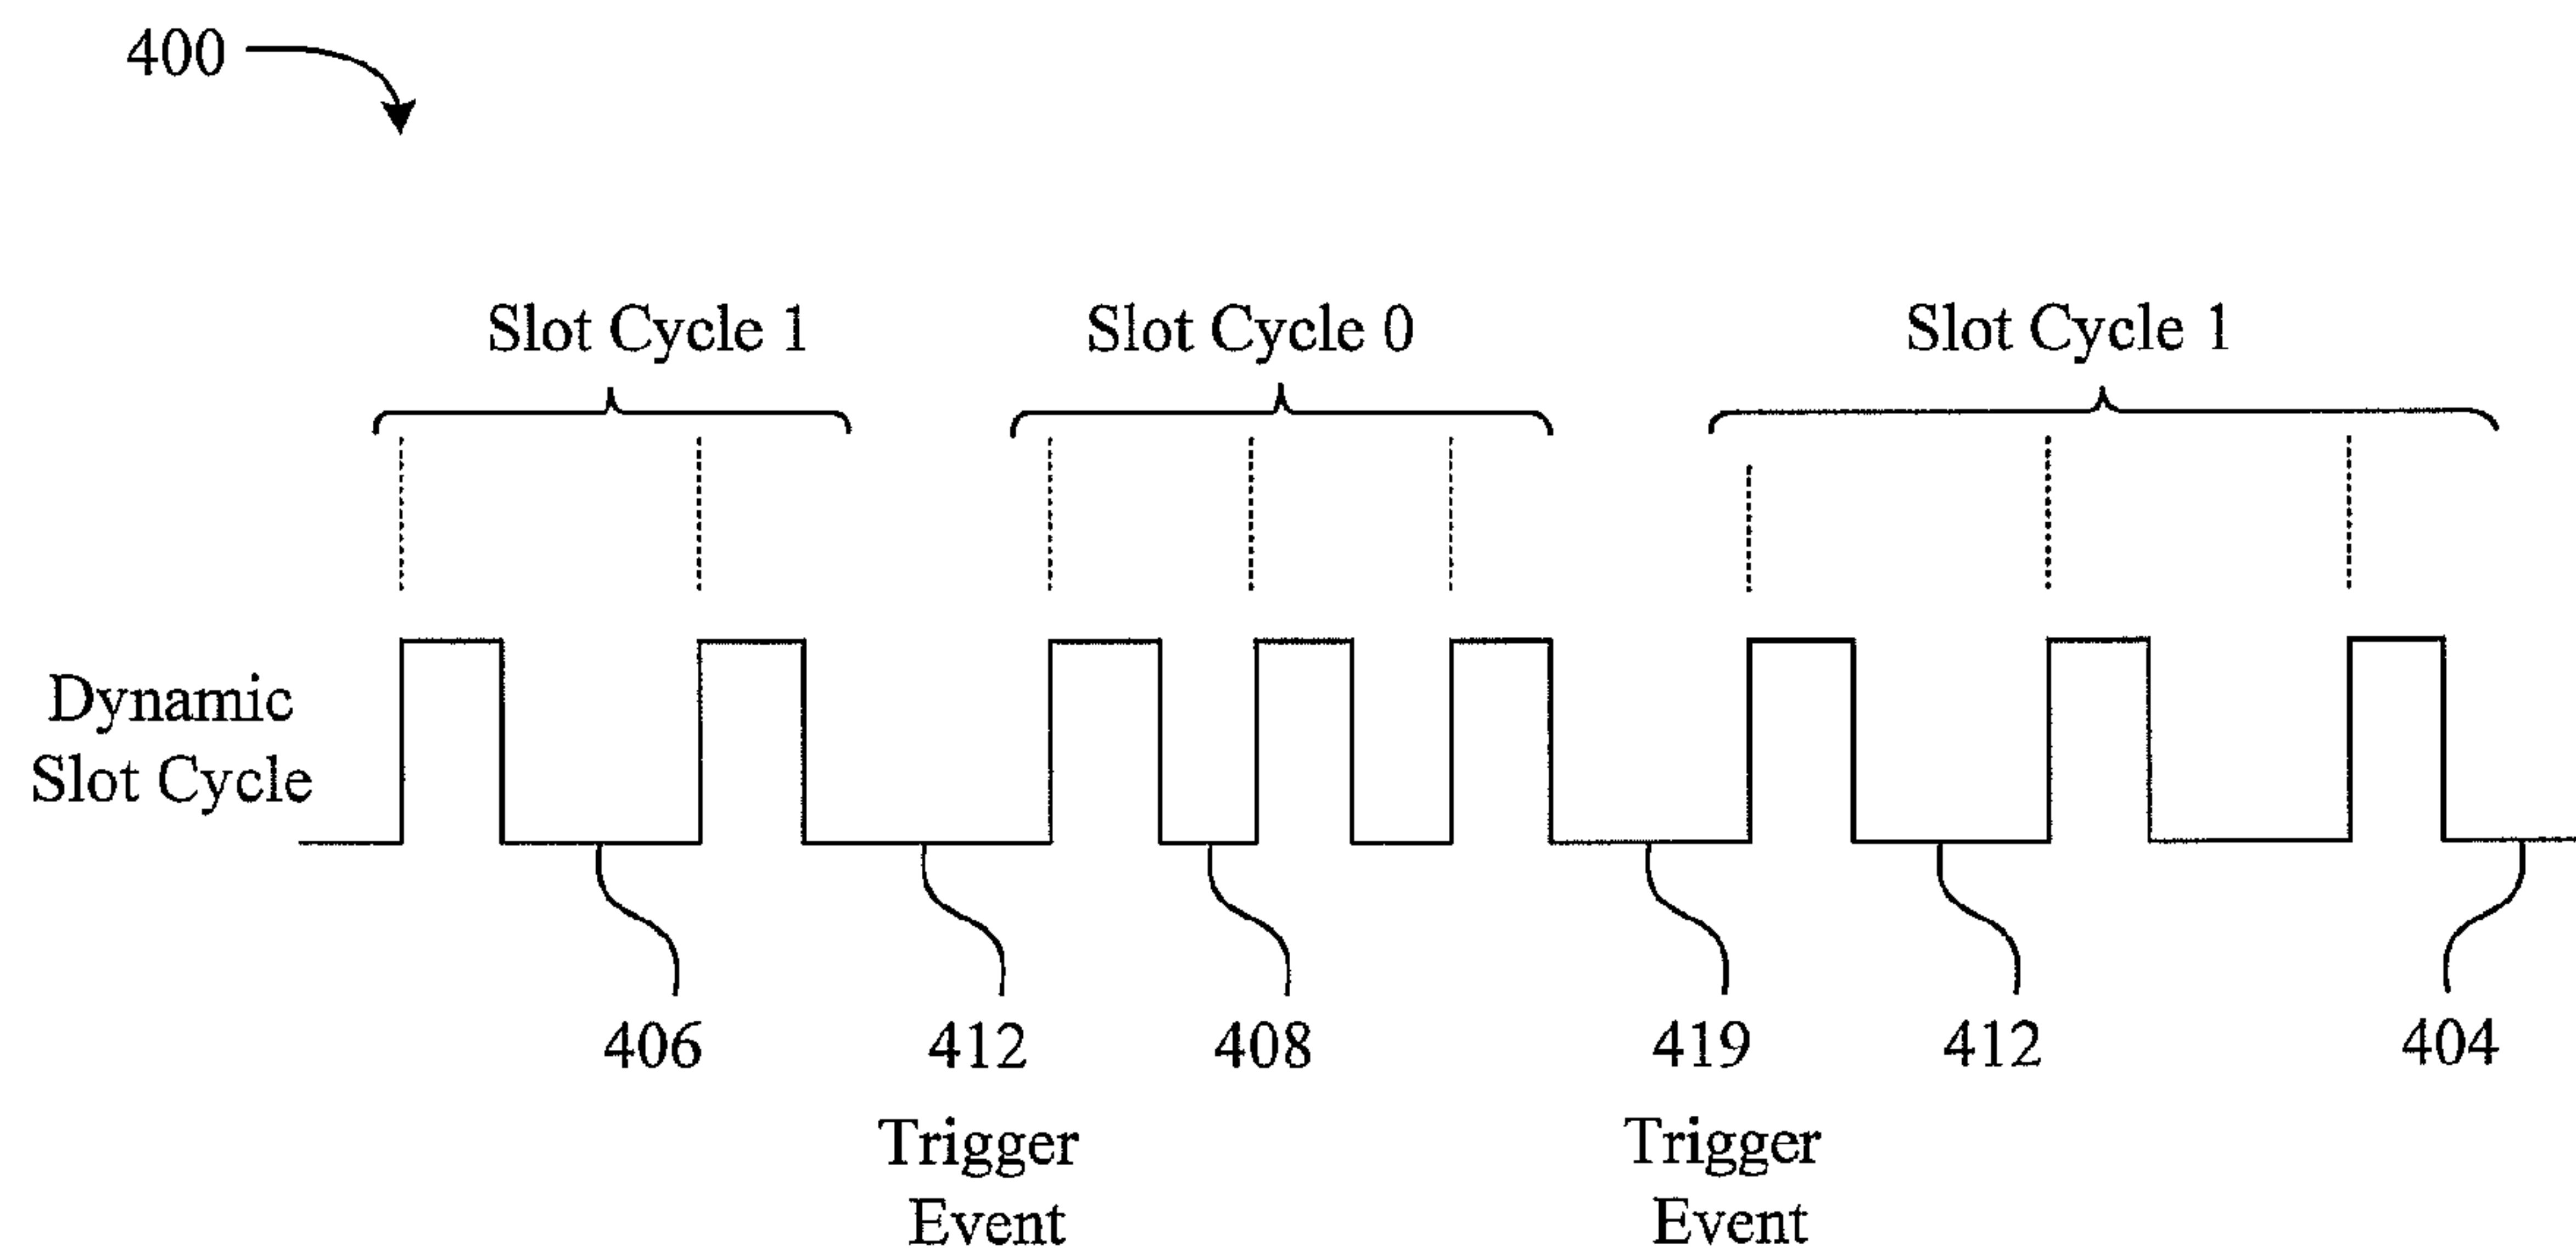 400
Slot Cycle 1
Slot Cycle 0
Slot Cycle 1
Dynamic
Slot Cycle
406
412
408
419
412
404
Trigger
Event
Trigger
Event